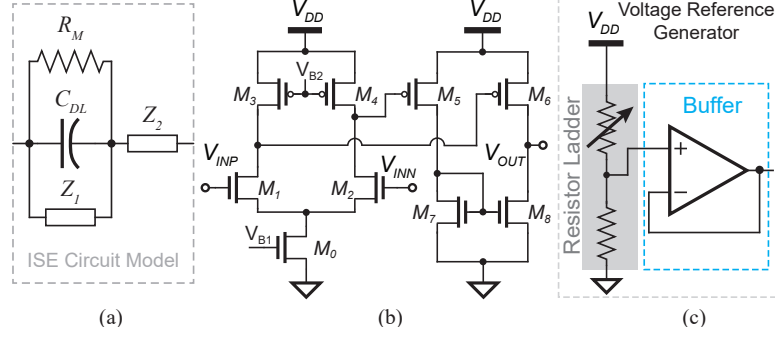 R_M
C_DL
Z_2
Z_1
ISE Circuit Model
(a)
V_DD
V_DD
V_B2
M_3
M_4
M_5
M_6
V_INP
V_INN
V_OUT
M_1
M_2
M_7
M_8
V_B1
M_0
(b)
Voltage Reference
Generator
V_DD
Resistor Ladder
Buffer
+
−
(c)